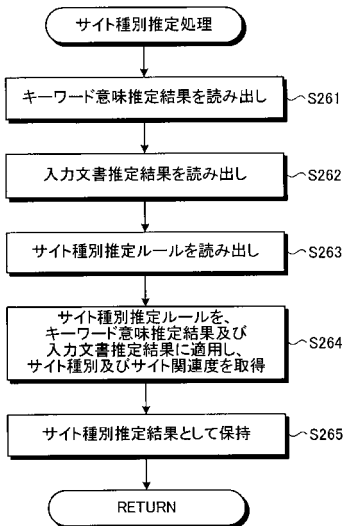 サイト種別推定処理
キーワード意味推定結果を読み出し
S261
入力文書推定結果を読み出し
S262
サイト種別推定ルールを読み出し
S263
サイト種別推定ルールを、
キーワード意味推定結果及び
入力文書推定結果に適用し、
サイト種別及びサイト関連度を取得
S264
サイト種別推定結果として保持
S265
RETURN